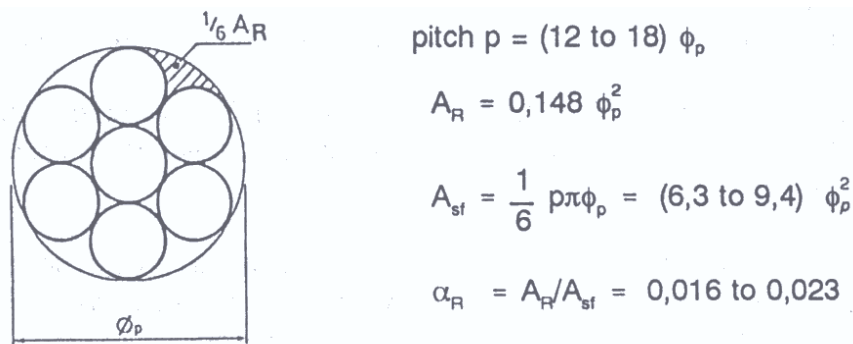 1/6 A_R
pitch p = (12 to 18) ϕ_p
A_R = 0,148 ϕ_p^2
A_sf = 1/6 pπϕ_p = (6,3 to 9,4) ϕ_p^2
α_R = A_R/A_sf = 0,016 to 0,023
Ø_p